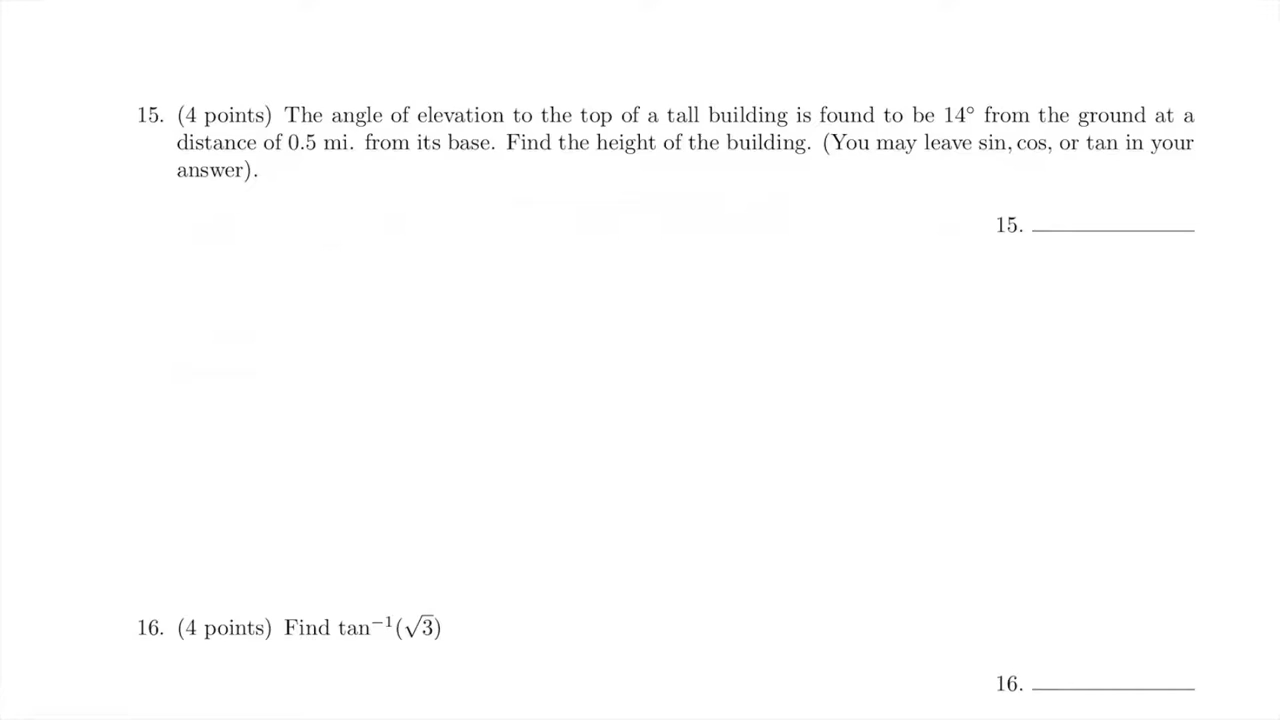 15. (4 points) The angle of elevation to the top of a tall building is found to be 14° from the ground at a
distance of 0.5 mi. from its base. Find the height of the building. (You may leave sin, cos, or tan in your
answer).
15. ____________
16. (4 points) Find tan⁻¹(√3)
16. ____________